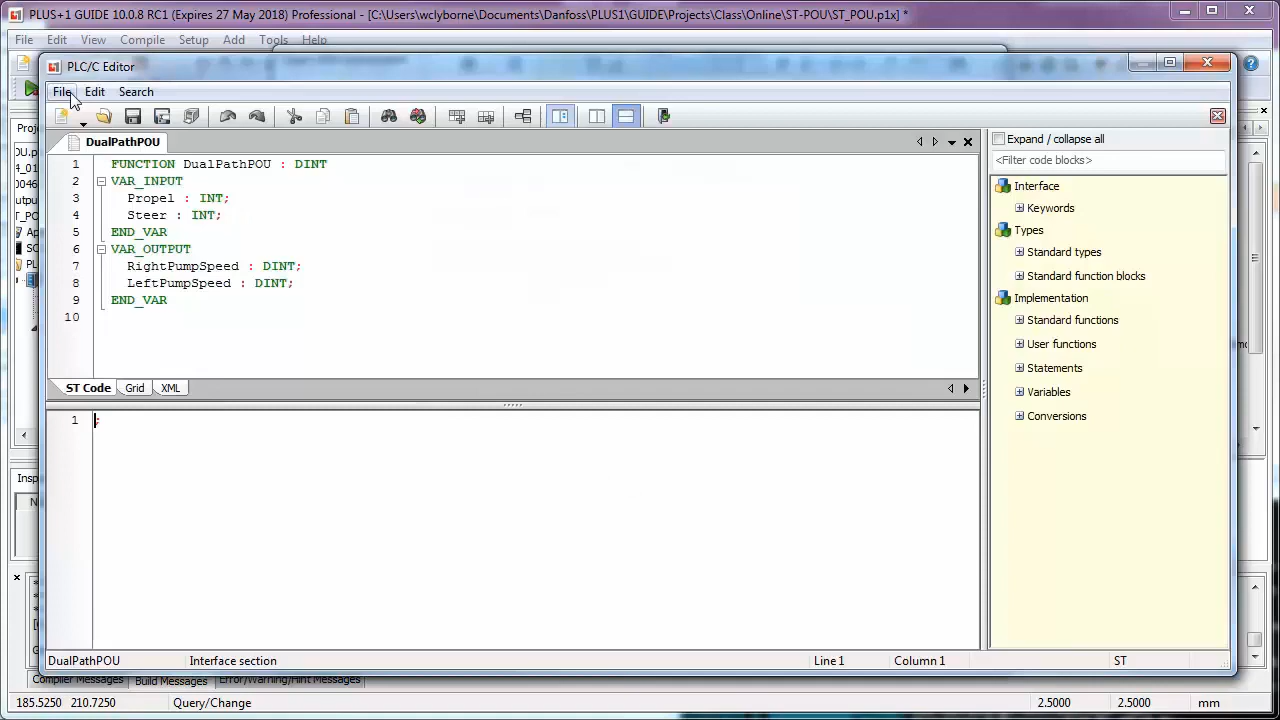 PLUS+1 GUIDE 10.0.8 RC1 (Expires 27 May 2018) Professional - [C:\Users\wclyborne\Documents\Danfoss\PLUS1\GUIDE\Projects\class\Online\ST-POU\ST_POU.p1x] *
File Edit View Compile Setup Add Tools Help
PLC/C Editor
File Edit Search
DualPathPOU
Expand / collapse all
<Filter code blocks>
1 FUNCTION DualPathPOU : DINT
2 VAR_INPUT
3 Propel : INT;
4 Steer : INT;
5 END_VAR
6 VAR_OUTPUT
7 RightPumpSpeed : DINT;
8 LeftPumpSpeed : DINT;
9 END_VAR
10
Interface
Keywords
Types
Standard types
Standard function blocks
Implementation
Standard functions
User functions
Statements
Variables
Conversions
ST Code Grid XML
1 ;
DualPathPOU Interface section Line 1 Column 1 ST
Compiler Messages Build Messages Error/Warning/Hint Messages
185.5250 210.7250 Query/Change 2.5000 2.5000 mm